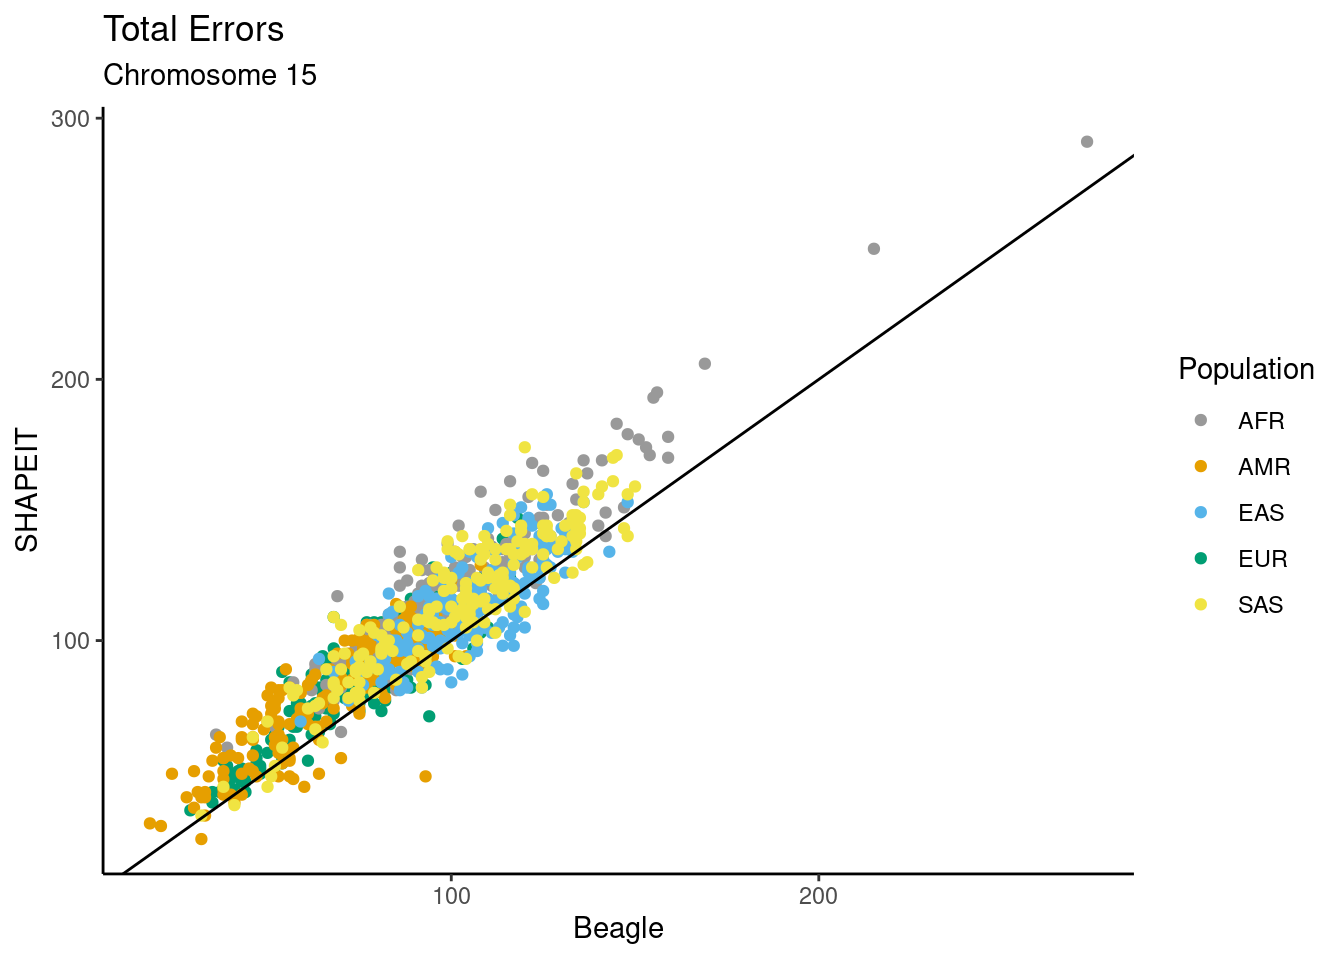 Total Errors
Chromosome 15
300
200
100
SHAPEIT
100
200
Beagle
Population
AFR
AMR
EAS
EUR
SAS